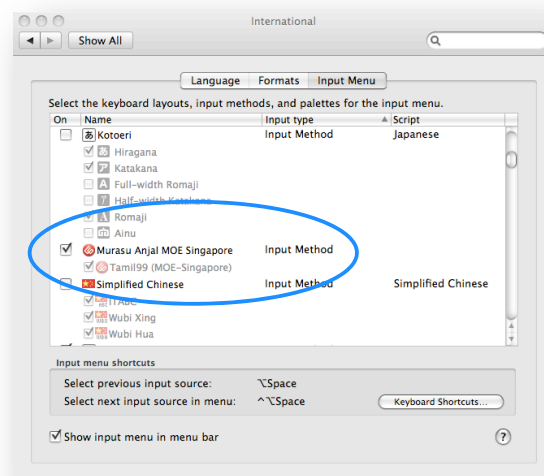 International
Show All
Language Formats Input Menu
Select the keyboard layouts, input methods, and palettes for the input menu.
On Name Input type Script
あ Kotoeri Input Method Japanese
あ Hiragana
ア Katakana
A Full-width Romaji
Half-width Katakana
A Romaji
Ainu
Murasu Anjal MOE Singapore Input Method
Tamil99 (MOE-Singapore)
Simplified Chinese Input Method Simplified Chinese
ITABC
Wubi Xing
Wubi Hua
Input menu shortcuts
Select previous input source: ⌥Space
Select next input source in menu: ^⌥Space
Keyboard Shortcuts...
Show input menu in menu bar
?